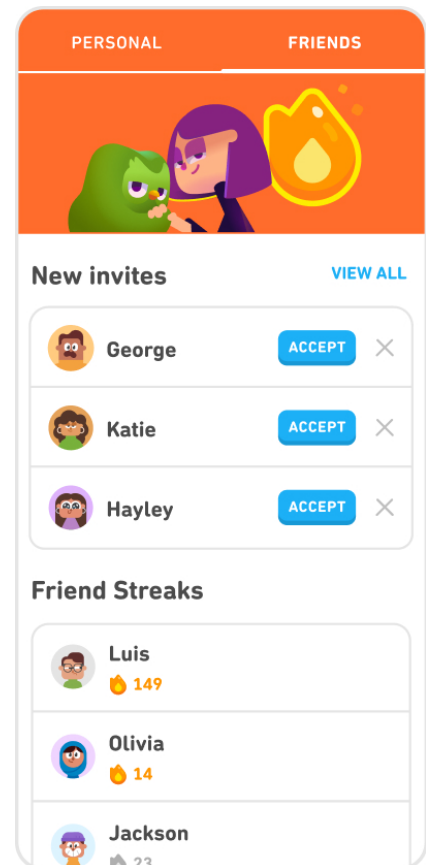 PERSONAL FRIENDS
New invites VIEW ALL
George ACCEPT
Katie ACCEPT
Hayley ACCEPT
Friend Streaks
Luis
149
Olivia
14
Jackson
23